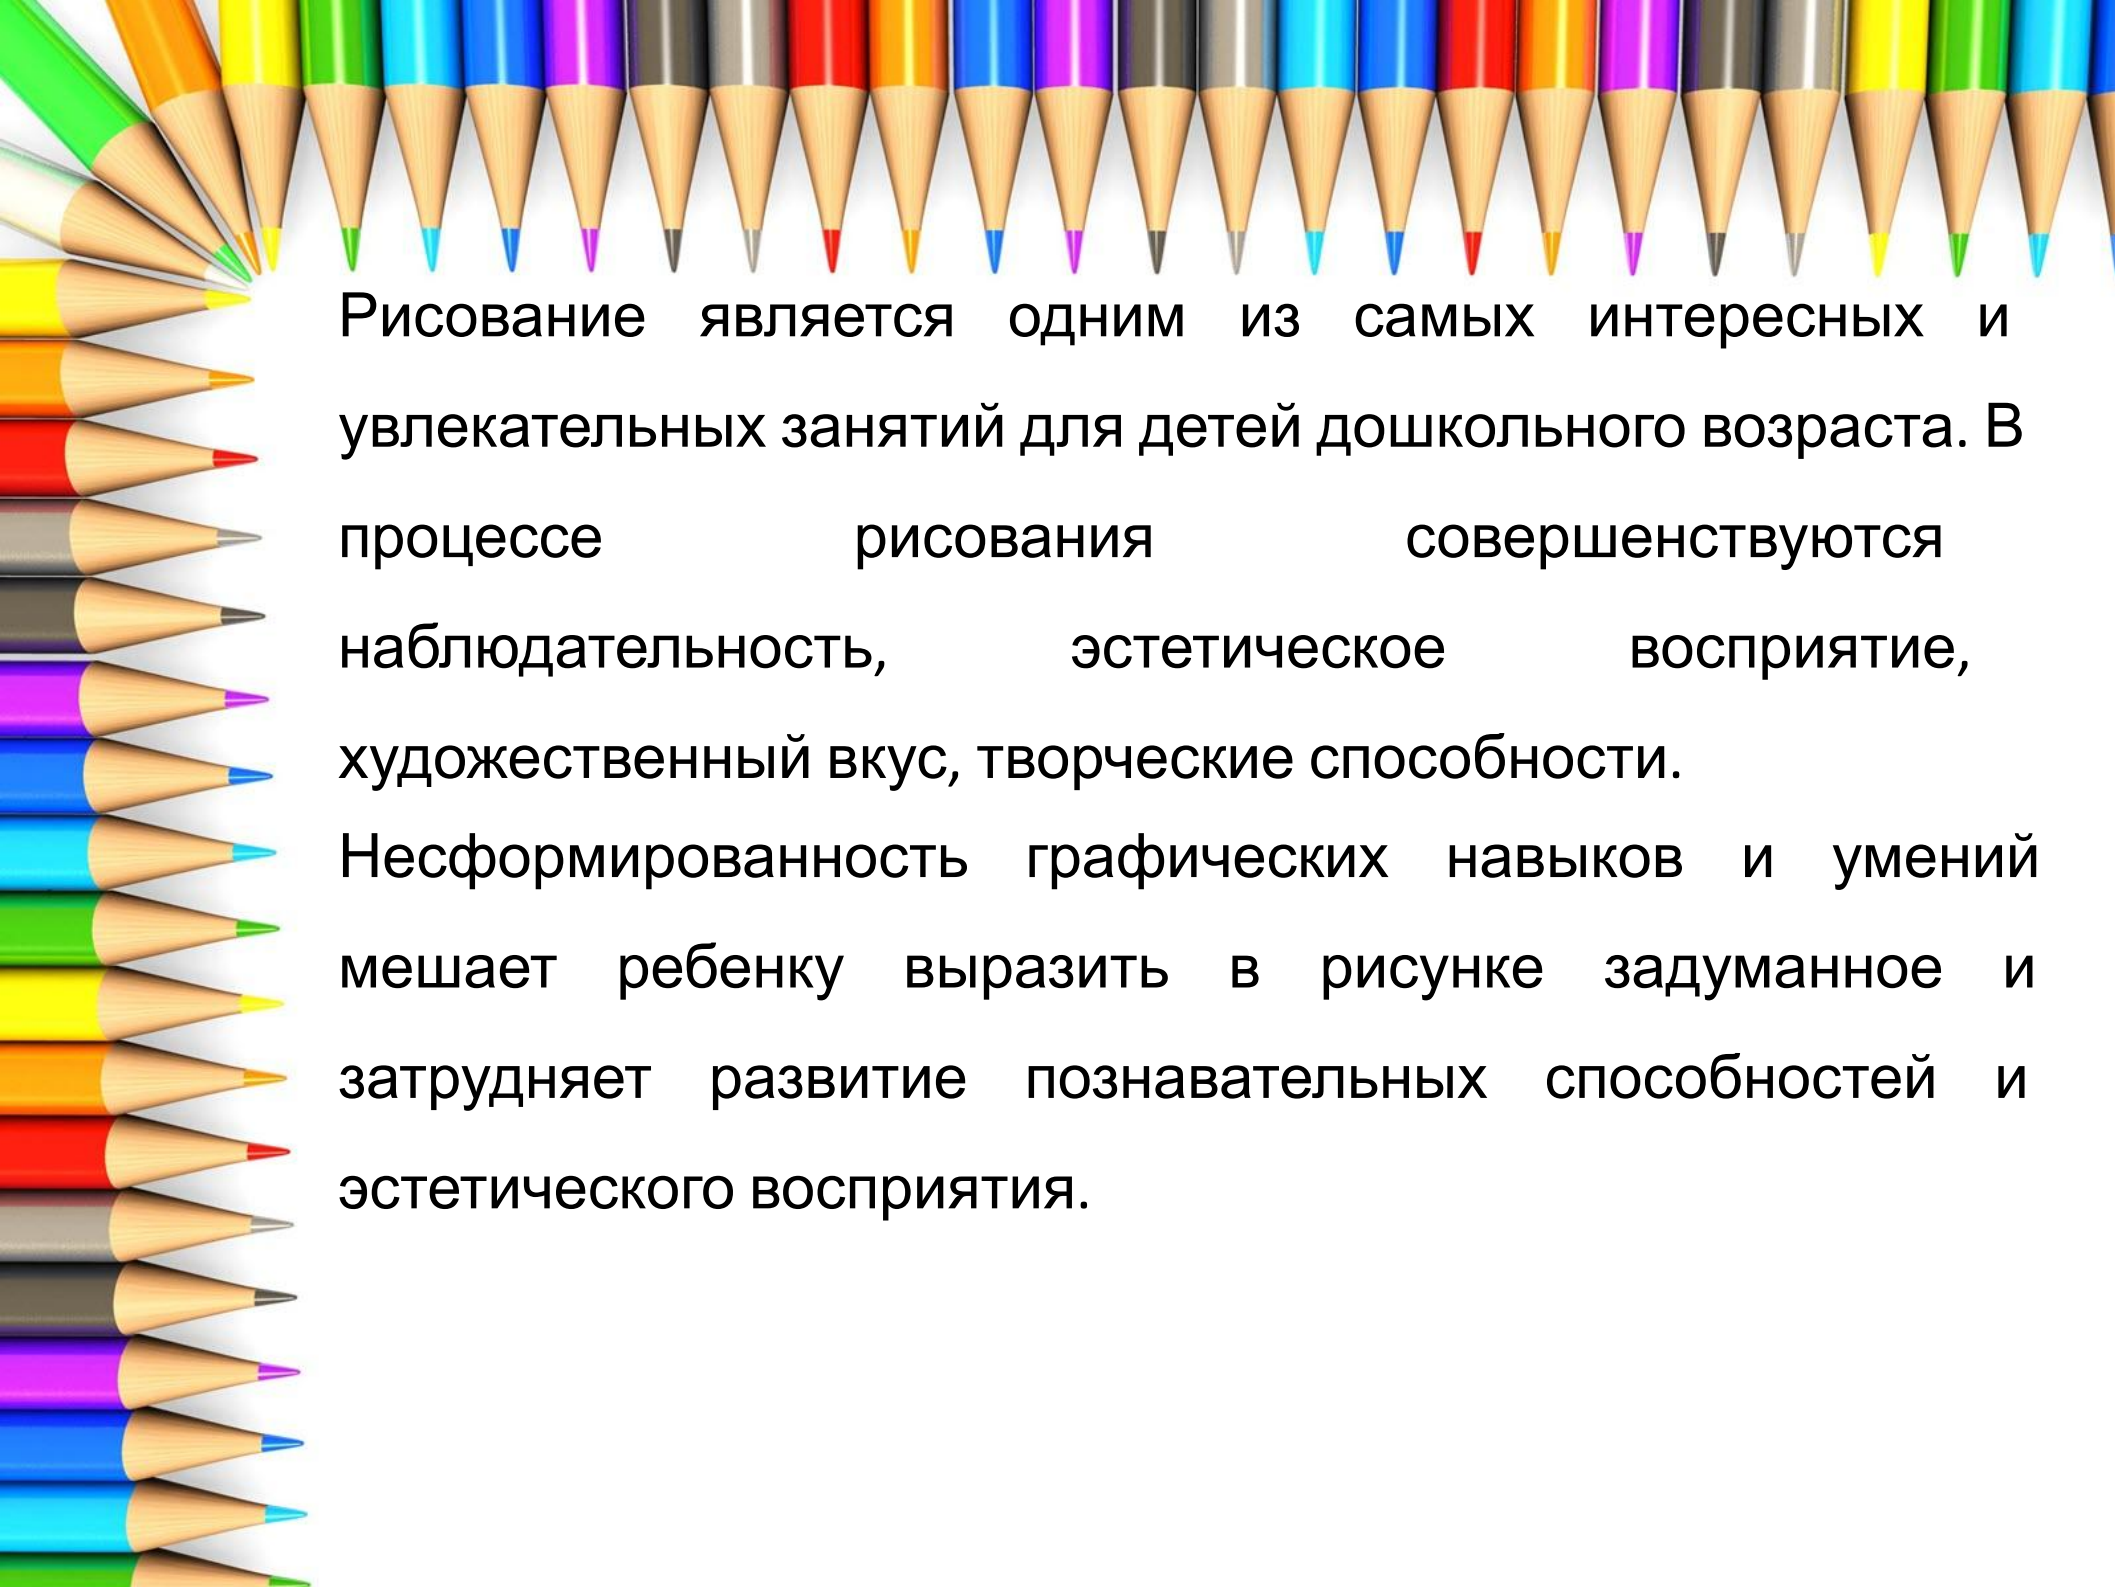 Рисование является одним из самых интересных и
увлекательных занятий для детей дошкольного возраста. В
процессе рисования совершенствуются
наблюдательность, эстетическое восприятие,
художественный вкус, творческие способности.
Несформированность графических навыков и умений
мешает ребенку выразить в рисунке задуманное и
затрудняет развитие познавательных способностей и
эстетического восприятия.